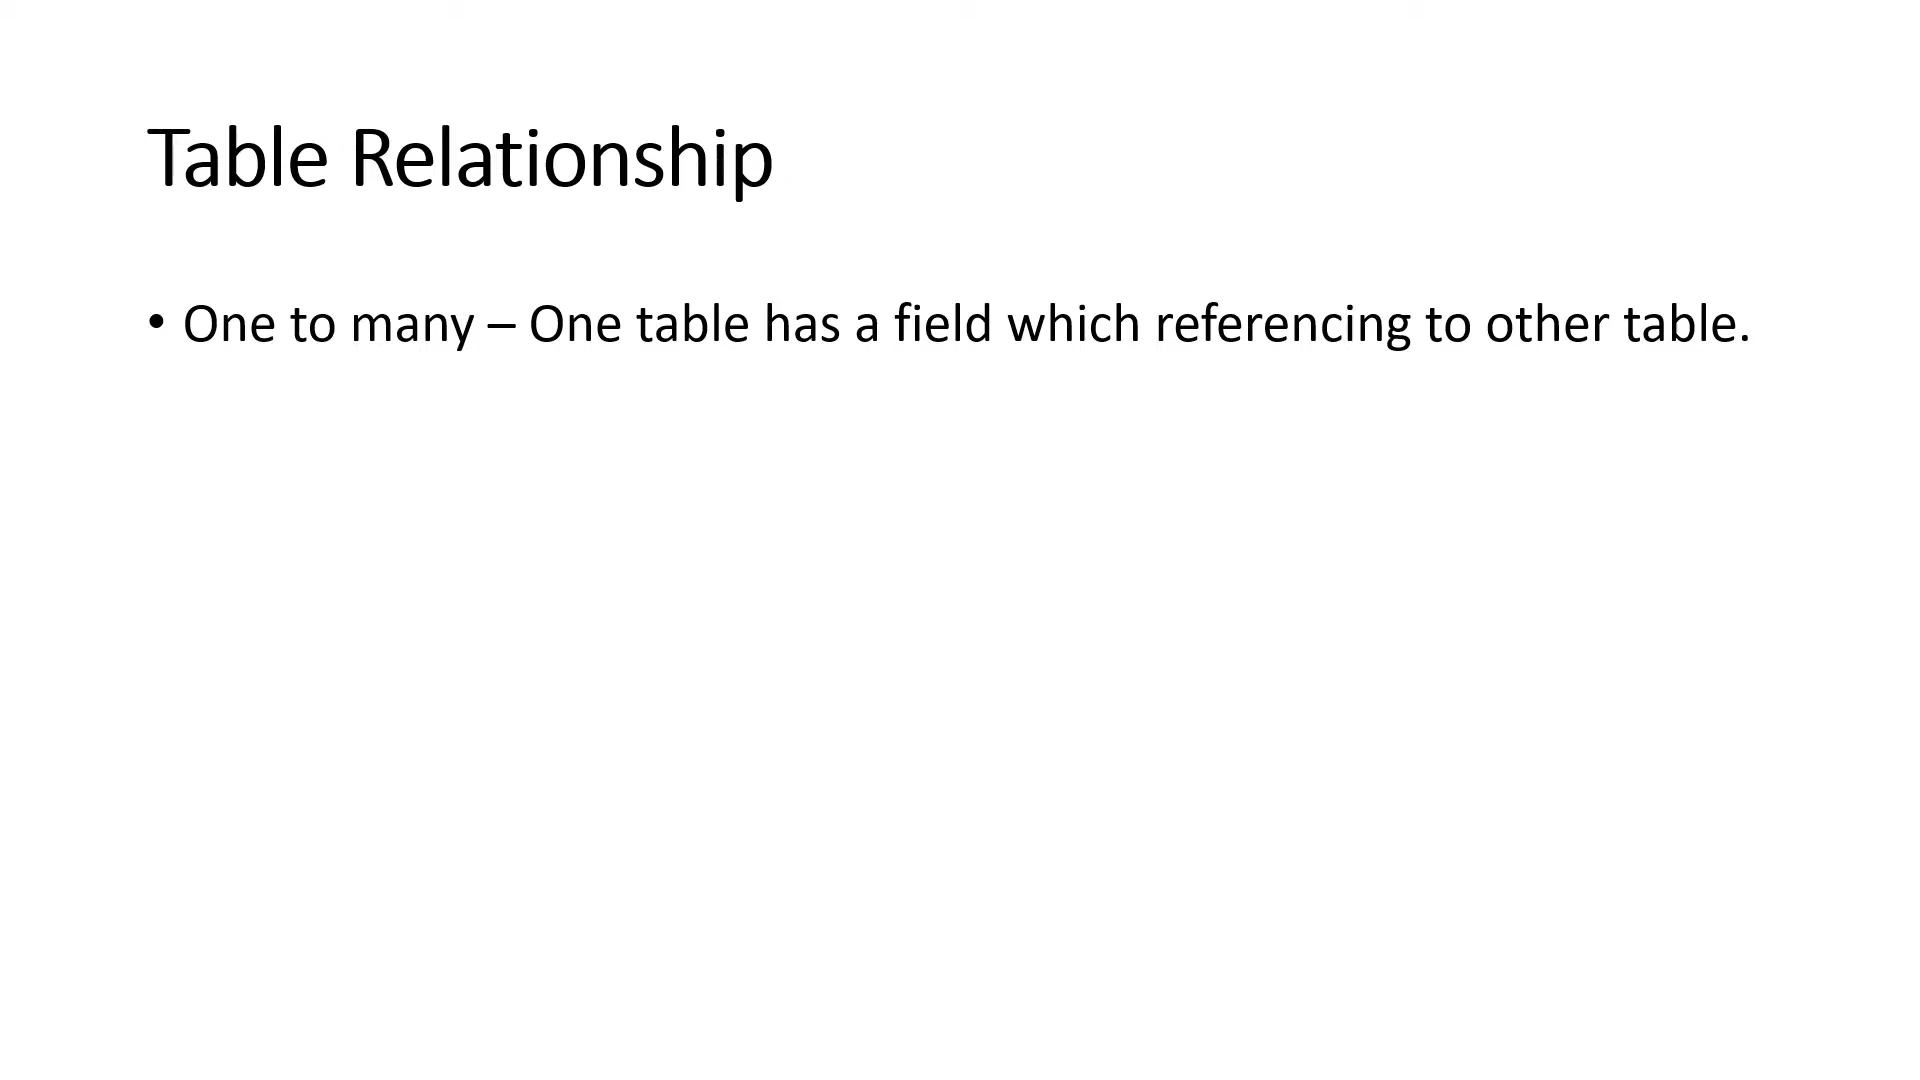 Table Relationship
• One to many – One table has a field which referencing to other table.